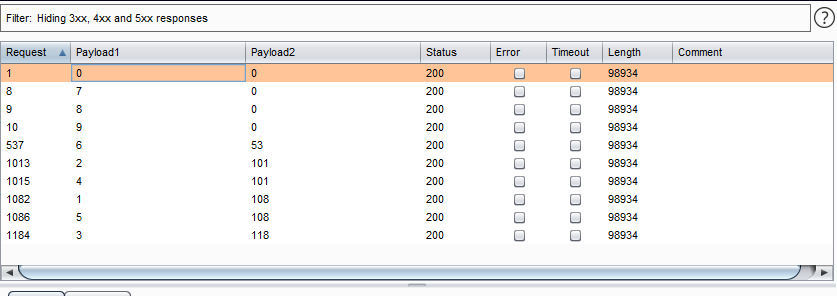 Filter: Hiding 3xx, 4xx and 5xx responses
?
Request Payload1 Payload2 Status Error Timeout Length Comment
1 0 0 200 98934
8 7 0 200 98934
9 8 0 200 98934
10 9 0 200 98934
537 6 53 200 98934
1013 2 101 200 98934
1015 4 101 200 98934
1082 1 108 200 98934
1086 5 108 200 98934
1184 3 118 200 98934